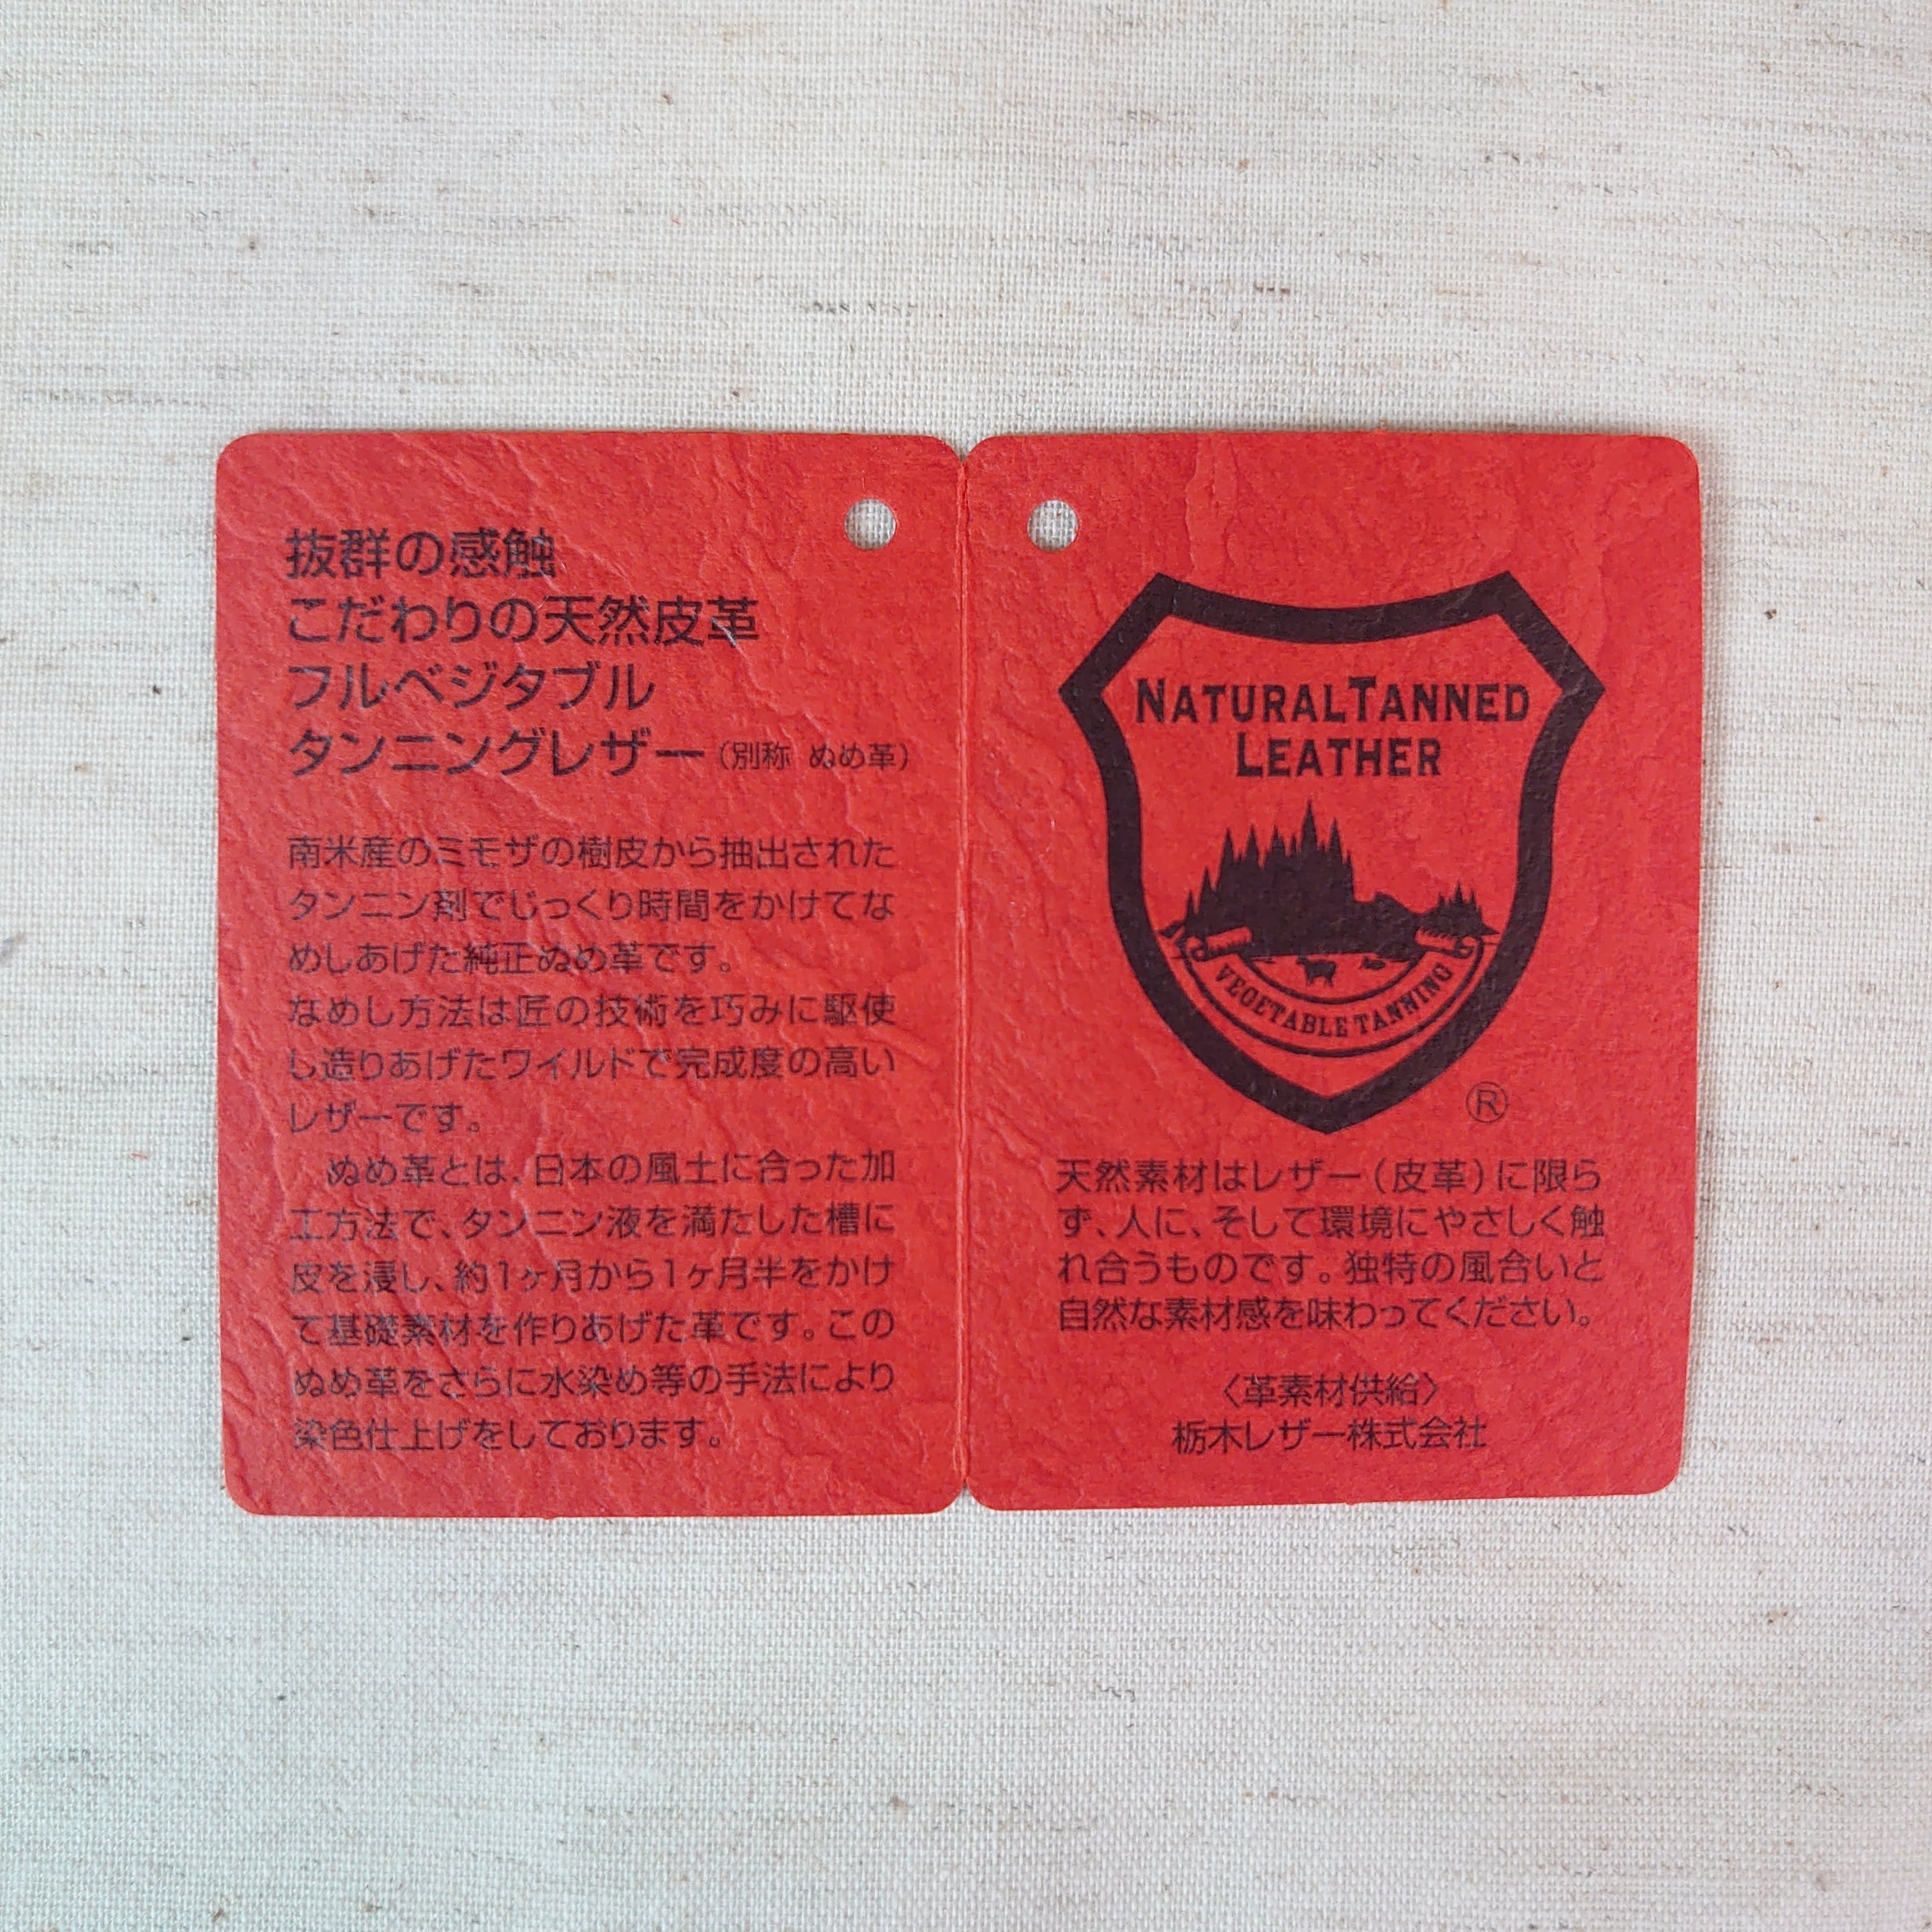 抜群の感触
こだわりの天然皮革
フルベジタブル
タンニングレザー（別称 ぬめ革）
南米産のミモザの樹皮から抽出された
タンニン剤でじっくり時間をかけてな
めしあげた純正ぬめ革です。
なめし方法は匠の技術を巧みに駆使
し造りあげたワイルドで完成度の高い
レザーです。
　ぬめ革とは、日本の風土に合った加
工方法で、タンニン液を満たした槽に
皮を浸し、約1ヶ月から1ヶ月半をかけ
て基礎素材を作りあげた革です。この
ぬめ革をさらに水染め等の手法により
染色仕上げをしております。
NATURAL TANNED
LEATHER
VEGETABLE TANNING
®
天然素材はレザー（皮革）に限ら
ず、人に、そして環境にやさしく触
れ合うものです。独特の風合いと
自然な素材感を味わってください。
〈革素材供給〉
栃木レザー株式会社